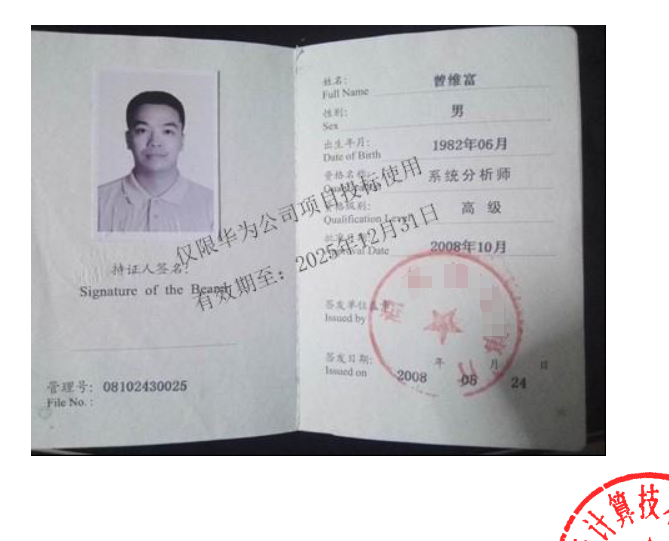 姓名: 曾维富
Full Name
性别: 男
Sex
出生年月: 1982年06月
Date of Birth
资格名称: 系统分析师
资格级别: 高 级
Qualification Level
批准日期: 2008年10月
Approval Date
签发单位盖章
Issued by
签发日期: 2008 年 08 月 24 日
Issued on
持证人签名:
Signature of the Bearer
管理号: 08102430025
File No.:
仅限华为公司项目投标使用
有效期至：2025年12月31日
计算技